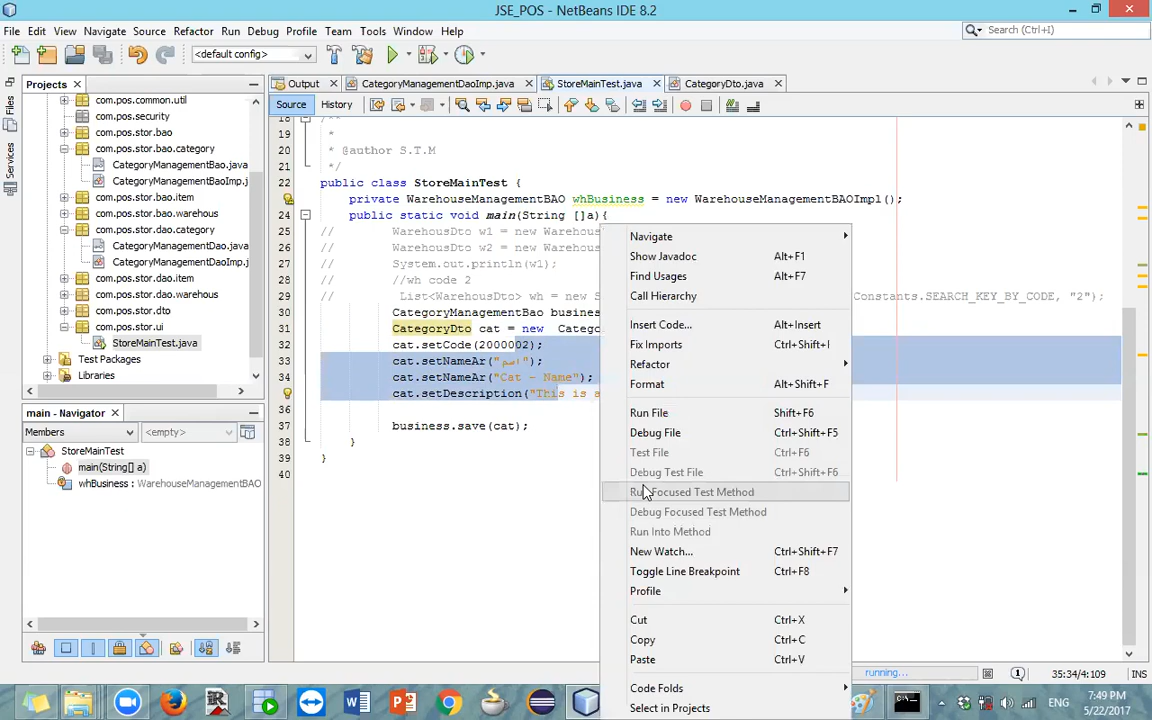 JSE_POS - NetBeans IDE 8.2
File Edit View Navigate Source Refactor Run Debug Profile Team Tools Window Help
Search (Ctrl+I)
<default config>
Projects
Output CategoryManagementDaoImp.java StoreMainTest.java CategoryDto.java
Files
Services
Source History
com.pos.common.util
com.pos.security
com.pos.stor.bao
com.pos.stor.bao.category
CategoryManagementBao.java
CategoryManagementBaoImp.j
com.pos.stor.bao.item
com.pos.stor.bao.warehous
com.pos.stor.dao.category
CategoryManagementDao.java
CategoryManagementDaoImp.j
com.pos.stor.dao.item
com.pos.stor.dao.warehous
com.pos.stor.dto
com.pos.stor.ui
StoreMainTest.java
Test Packages
Libraries
main - Navigator
Members <empty>
StoreMainTest
main(String[] a)
whBusiness : WarehouseManagementBAO
18 /**
19 *
20 * @author S.T.M
21 */
22 public class StoreMainTest {
private WarehouseManagementBAO whBusiness = new WarehouseManagementBAOImpl();
24 public static void main(String []a){
25 // WarehousDto w1 = new Warehous
26 // WarehousDto w2 = new Warehous
27 // System.out.println(w1);
28 // //wh code 2
29 // List<WarehousDto> wh = new S Constants.SEARCH_KEY_BY_CODE, "2");
30 CategoryManagementBao busines
31 CategoryDto cat = new Catego
32 cat.setCode(2000002);
33 cat.setNameAr("اسم");
34 cat.setNameAr("Cat - Name");
cat.setDescription("This is s
36
37 business.save(cat);
38 }
39 }
40
Navigate
Show Javadoc Alt+F1
Find Usages Alt+F7
Call Hierarchy
Insert Code... Alt+Insert
Fix Imports Ctrl+Shift+I
Refactor
Format Alt+Shift+F
Run File Shift+F6
Debug File Ctrl+Shift+F5
Test File Ctrl+F6
Debug Test File Ctrl+Shift+F6
Run Focused Test Method
Debug Focused Test Method
Run Into Method
New Watch... Ctrl+Shift+F7
Toggle Line Breakpoint Ctrl+F8
Profile
Cut Ctrl+X
Copy Ctrl+C
Paste Ctrl+V
Code Folds
Select in Projects
running...
1
35:34/4:109 INS
ENG
7:49 PM
5/22/2017